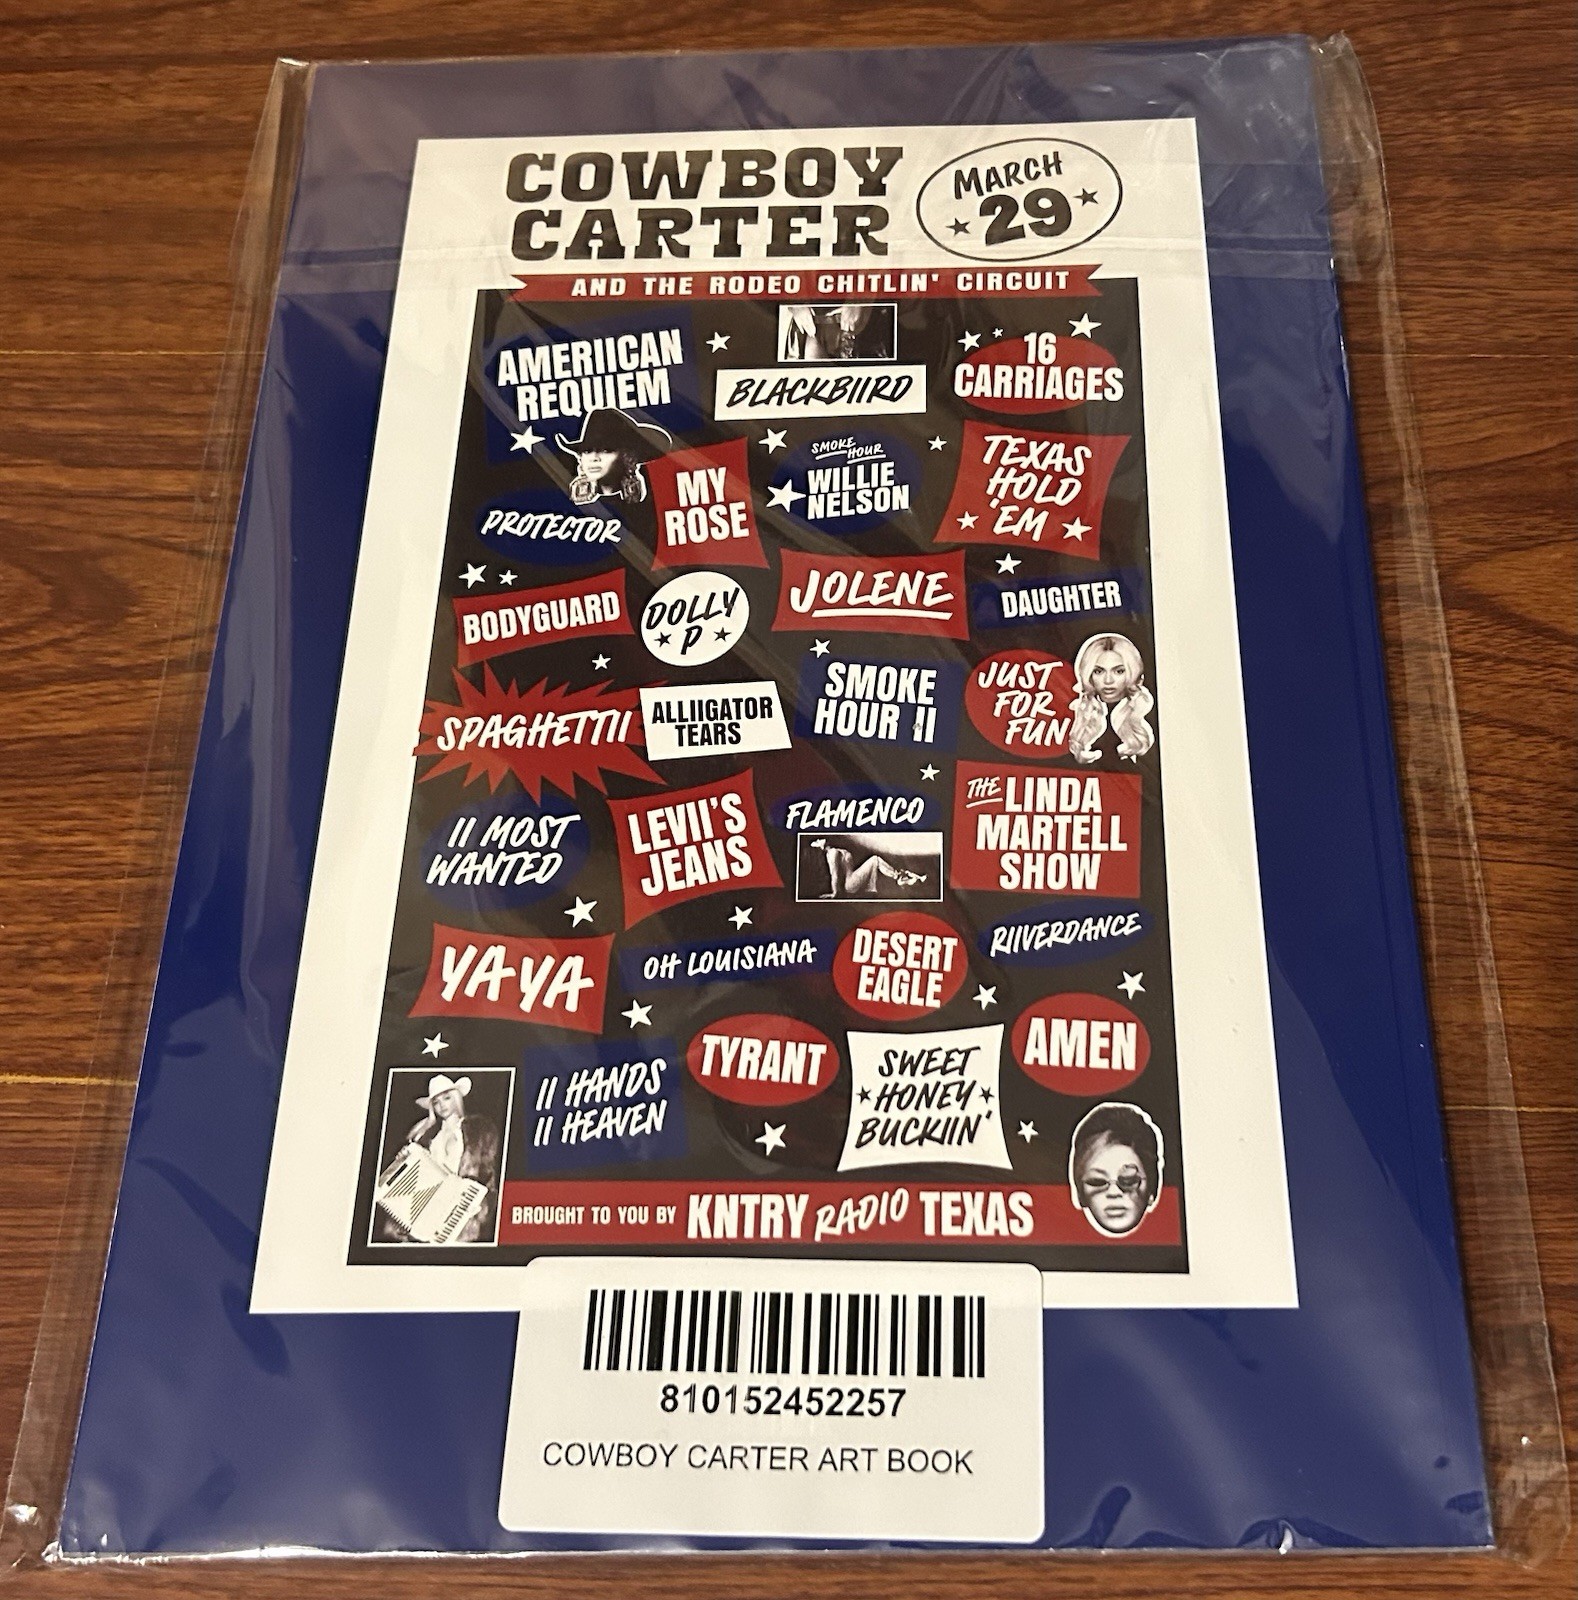 COWBOY
CARTER
MARCH
29
AND THE RODEO CHITLIN' CIRCUIT
AMERIICAN
REQUIEM
BLACKBIIRD
16
CARRIAGES
PROTECTOR
MY
ROSE
SMOKE
HOUR
WILLIE
NELSON
TEXAS
HOLD
'EM
BODYGUARD
DOLLY
P
JOLENE
DAUGHTER
SPAGHETTII
ALLIIGATOR
TEARS
SMOKE
HOUR II
JUST
FOR
FUN
II MOST
WANTED
LEVII'S
JEANS
FLAMENCO
THE LINDA
MARTELL
SHOW
YA YA
OH LOUISIANA
DESERT
EAGLE
RIIVERDANCE
II HANDS
II HEAVEN
TYRANT
SWEET
HONEY
BUCKIIN'
AMEN
BROUGHT TO YOU BY KNTRY RADIO TEXAS
810152452257
COWBOY CARTER ART BOOK